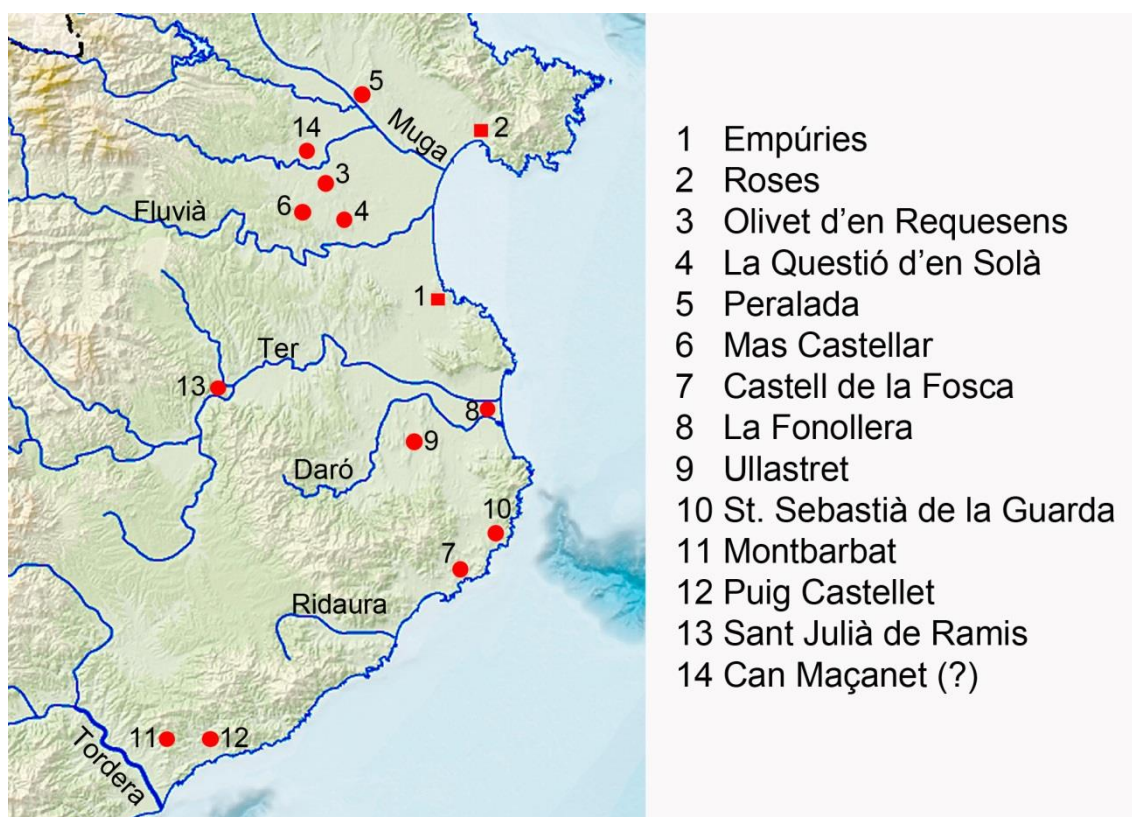 5
Muga
2
14
3
6
4
Fluvià
1
Ter
13
8
9
Daró
10
7
Ridaura
11
12
Tordera
1 Empúries
2 Roses
3 Olivet d’en Requesens
4 La Questió d’en Solà
5 Peralada
6 Mas Castellar
7 Castell de la Fosca
8 La Fonollera
9 Ullastret
10 St. Sebastià de la Guarda
11 Montbarbat
12 Puig Castellet
13 Sant Julià de Ramis
14 Can Maçanet (?)